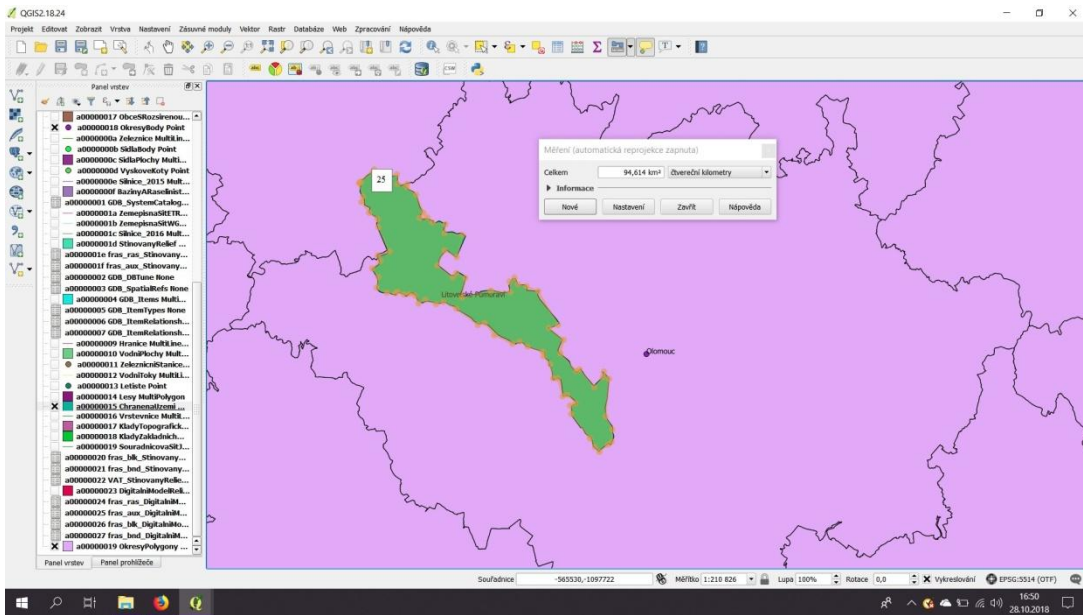 QGIS2.18.24
Projekt Editovat Zobrazit Vrstva Nastavení Zásuvné moduly Vektor Rastr Databáze Web Zpracování Nápověda
Panel vrstev
a00000017 ObceSRozsirenou...
a00000018 OkresyBody Point
a0000000a Zeleznice MultiLin...
a0000000b SidlaBody Point
a0000000c SidlaPlochy Multi...
a0000000d VyskoveKoty Point
a0000000e Silnice_2015 Mult...
a0000000f BazinyARaselinist...
a00000001 GDB_SystemCatalog...
a0000001a ZemepisnaSitETR...
a0000001b ZemepisnaSitWG...
a0000001c Silnice_2016 Mult...
a0000001d StinovanyRelief ...
a0000001e fras_ras_Stinovany...
a0000001f fras_aux_Stinovany...
a00000002 GDB_DBTune None
a00000003 GDB_SpatialRefs None
a00000004 GDB_Items Multi...
a00000005 GDB_ItemTypes None
a00000006 GDB_ItemRelationsh...
a00000007 GDB_ItemRelationsh...
a00000009 Hranice MultiLine...
a00000010 VodniPlochy Mult...
a00000011 ZeleznicniStanice...
a00000012 VodniToky MultiLi...
a00000013 Letiste Point
a00000014 Lesy MultiPolygon
a00000015 ChranenaUzemi ...
a00000016 Vrstevnice MultiL...
a00000017 KladyTopografick...
a00000018 KladyZakladnich...
a00000019 SouradnicovaSitJ...
a00000020 fras_blk_Stinovany...
a00000021 fras_bnd_Stinovany...
a00000022 VAT_StinovanyRelie...
a00000023 DigitalniModelReli...
a00000024 fras_ras_DigitalniM...
a00000025 fras_aux_DigitalniM...
a00000026 fras_blk_DigitalniMo...
a00000027 fras_bnd_DigitalniM...
a00000019 OkresyPolygony ...
Panel vrstev Panel prohlížeče
25
Litovelské Pomoraví
Olomouc
Měření (automatická reprojekce zapnuta)
Celkem 94,614 km² čtvereční kilometry
Informace
Nové Nastavení Zavřít Nápověda
Souřadnice -565530,-1097722 Měřítko 1:210 826 Lupa 100% Rotace 0,0 Vykreslování EPSG:5514 (OTF)
16:50
28.10.2018